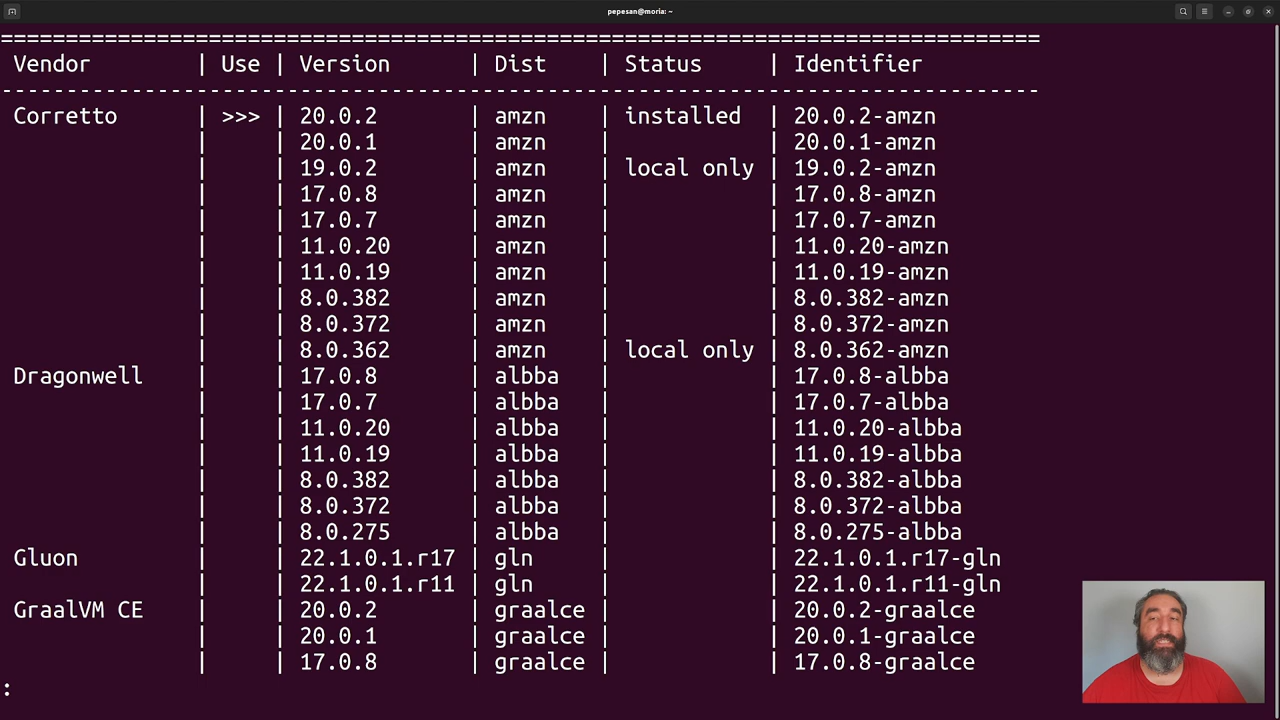 pepesan@moria: ~
================================================================================
Vendor | Use | Version | Dist | Status | Identifier
--------------------------------------------------------------------------------
Corretto | >>> | 20.0.2 | amzn | installed | 20.0.2-amzn
| | 20.0.1 | amzn | | 20.0.1-amzn
| | 19.0.2 | amzn | local only | 19.0.2-amzn
| | 17.0.8 | amzn | | 17.0.8-amzn
| | 17.0.7 | amzn | | 17.0.7-amzn
| | 11.0.20 | amzn | | 11.0.20-amzn
| | 11.0.19 | amzn | | 11.0.19-amzn
| | 8.0.382 | amzn | | 8.0.382-amzn
| | 8.0.372 | amzn | | 8.0.372-amzn
| | 8.0.362 | amzn | local only | 8.0.362-amzn
Dragonwell | | 17.0.8 | albba | | 17.0.8-albba
| | 17.0.7 | albba | | 17.0.7-albba
| | 11.0.20 | albba | | 11.0.20-albba
| | 11.0.19 | albba | | 11.0.19-albba
| | 8.0.382 | albba | | 8.0.382-albba
| | 8.0.372 | albba | | 8.0.372-albba
| | 8.0.275 | albba | | 8.0.275-albba
Gluon | | 22.1.0.1.r17 | gln | | 22.1.0.1.r17-gln
| | 22.1.0.1.r11 | gln | | 22.1.0.1.r11-gln
GraalVM CE | | 20.0.2 | graalce | | 20.0.2-graalce
| | 20.0.1 | graalce | | 20.0.1-graalce
| | 17.0.8 | graalce | | 17.0.8-graalce
: